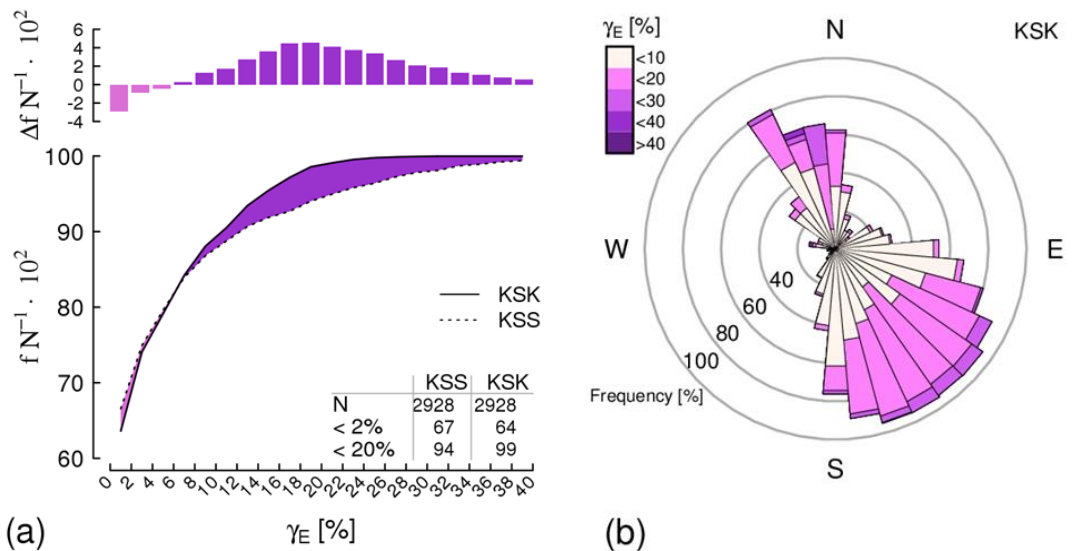 Δf N⁻¹ · 10²
6
4
2
0
-2
-4
f N⁻¹ · 10²
100
90
80
70
60
KSK
KSS
KSS KSK
N 2928 2928
< 2% 67 64
< 20% 94 99
0 2 4 6 8 10 12 14 16 18 20 22 24 26 28 30 32 34 36 38 40
γE [%]
(a)
γE [%]
<10
<20
<30
<40
>40
KSK
N
W
E
S
40
60
80
100
Frequency [%]
(b)